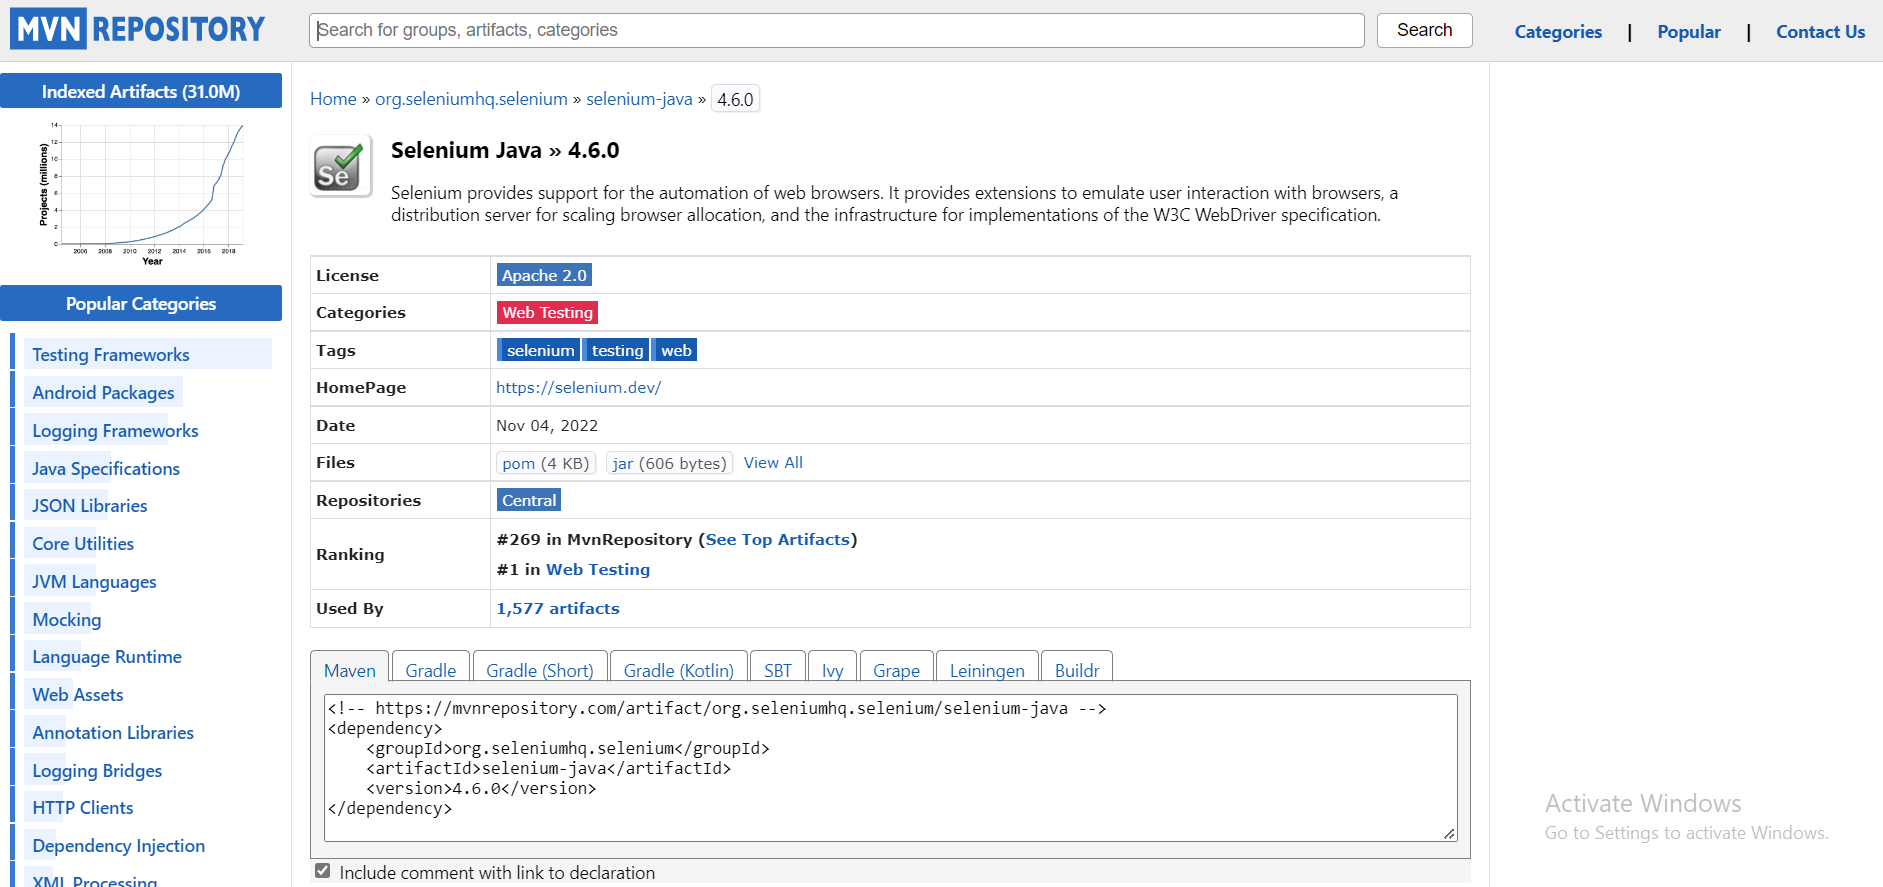 MVN REPOSITORY
Search for groups, artifacts, categories
Search
Categories | Popular | Contact Us
Indexed Artifacts (31.0M)
Projects (millions)
14
12
10
8
6
4
2
0
2006 2008 2010 2012 2014 2016 2018
Year
Popular Categories
Testing Frameworks
Android Packages
Logging Frameworks
Java Specifications
JSON Libraries
Core Utilities
JVM Languages
Mocking
Language Runtime
Web Assets
Annotation Libraries
Logging Bridges
HTTP Clients
Dependency Injection
XML Processing
Home » org.seleniumhq.selenium » selenium-java » 4.6.0
Se
Selenium Java » 4.6.0
Selenium provides support for the automation of web browsers. It provides extensions to emulate user interaction with browsers, a
distribution server for scaling browser allocation, and the infrastructure for implementations of the W3C WebDriver specification.
License Apache 2.0
Categories Web Testing
Tags selenium testing web
HomePage https://selenium.dev/
Date Nov 04, 2022
Files pom (4 KB) jar (606 bytes) View All
Repositories Central
Ranking #269 in MvnRepository (See Top Artifacts)
#1 in Web Testing
Used By 1,577 artifacts
Maven Gradle Gradle (Short) Gradle (Kotlin) SBT Ivy Grape Leiningen Buildr
<!-- https://mvnrepository.com/artifact/org.seleniumhq.selenium/selenium-java -->
<dependency>
    <groupId>org.seleniumhq.selenium</groupId>
    <artifactId>selenium-java</artifactId>
    <version>4.6.0</version>
</dependency>
Include comment with link to declaration
Activate Windows
Go to Settings to activate Windows.